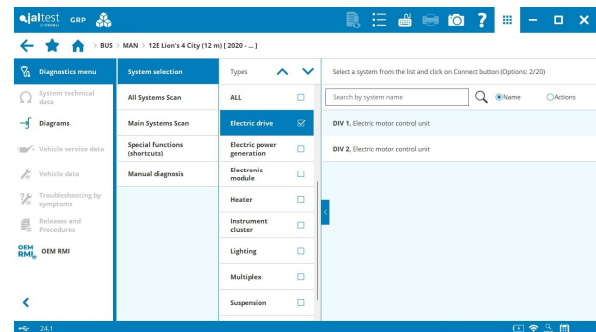 jaltest
GRP
BUS > MAN > 12E Lion's 4 City (12 m) [ 2020 - ... ]
Diagnostics menu
System technical data
Diagrams
Vehicle service data
Vehicle data
Troubleshooting by symptoms
Releases and Procedures
OEM RMI
OEM RMI
System selection
All Systems Scan
Main Systems Scan
Special functions (shortcuts)
Manual diagnosis
Types
ALL
Electric drive
Electric power generation
Electronic module
Heater
Instrument cluster
Lighting
Multiplex
Suspension
Select a system from the list and click on Connect button (Options: 2/20)
Search by system name
Name
Actions
DIV 1, Electric motor control unit
DIV 2, Electric motor control unit
24.1